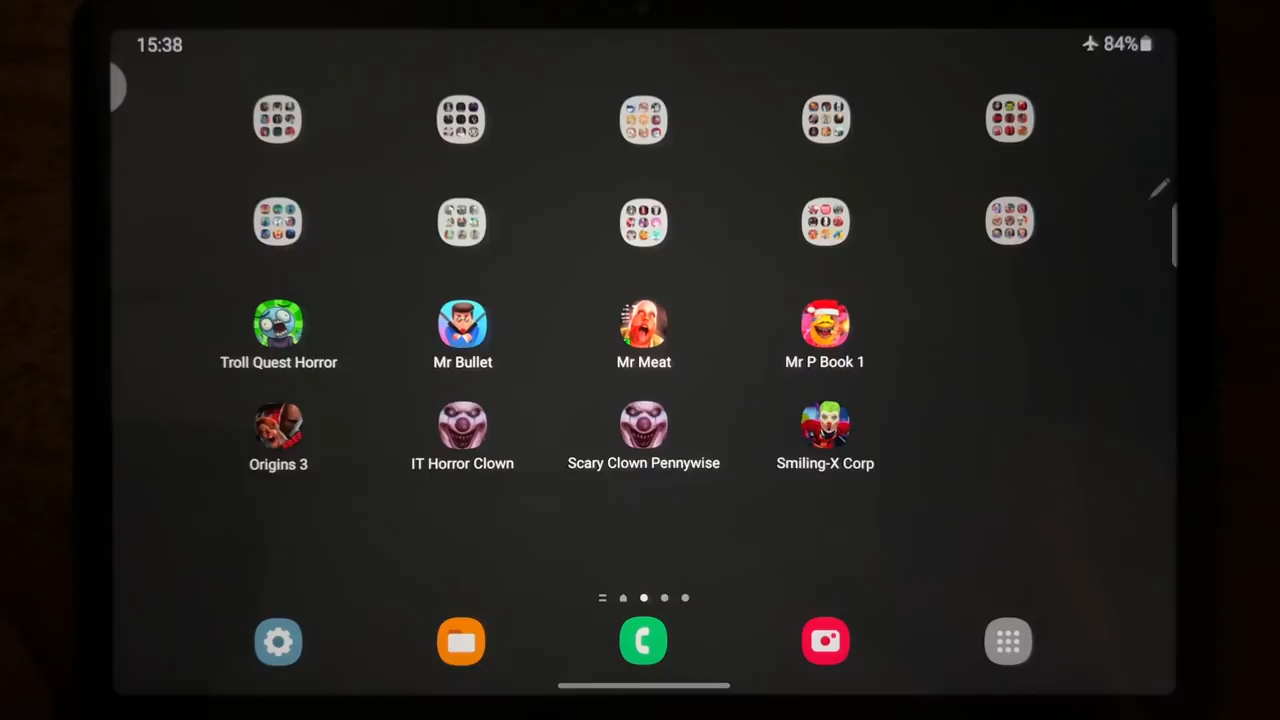 15:38
84%
Troll Quest Horror
Mr Bullet
Mr Meat
Mr P Book 1
Origins 3
IT Horror Clown
Scary Clown Pennywise
Smiling-X Corp